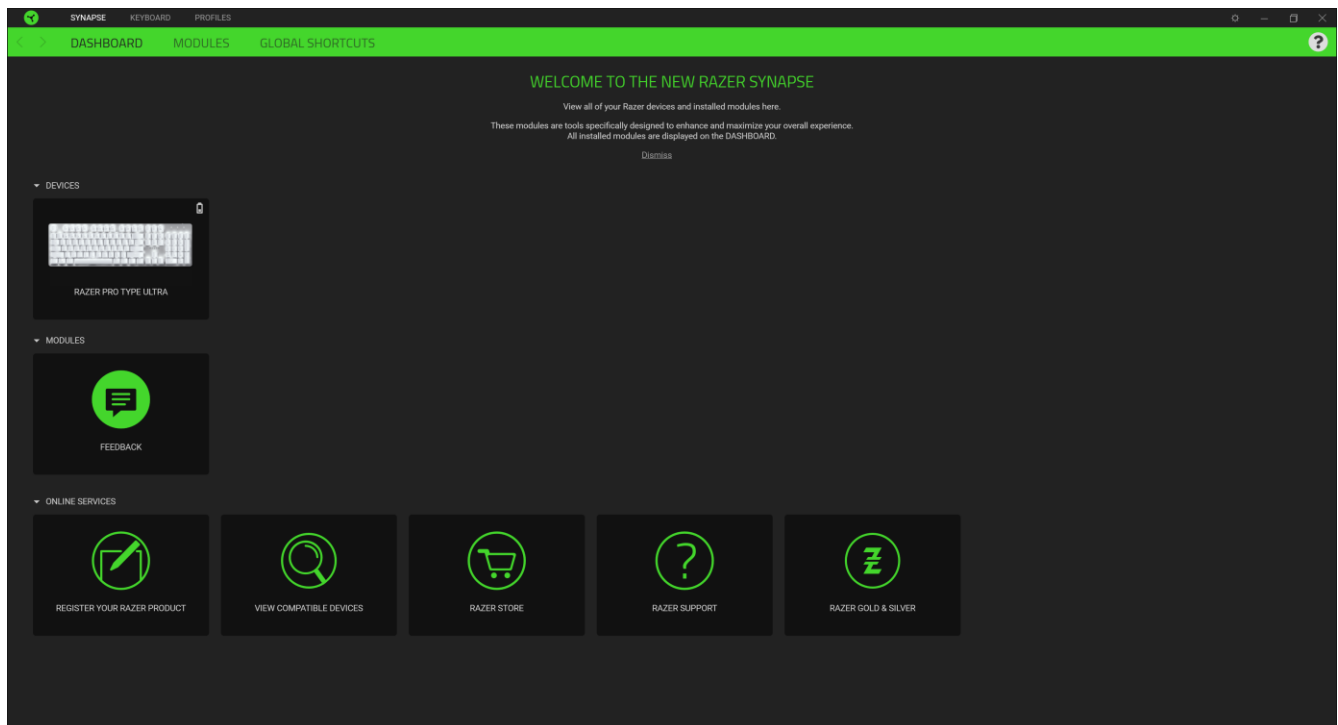 SYNAPSE KEYBOARD PROFILES
DASHBOARD MODULES GLOBAL SHORTCUTS ?
WELCOME TO THE NEW RAZER SYNAPSE
View all of your Razer devices and installed modules here.
These modules are tools specifically designed to enhance and maximize your overall experience.
All installed modules are displayed on the DASHBOARD.
Dismiss
DEVICES
RAZER PRO TYPE ULTRA
MODULES
FEEDBACK
ONLINE SERVICES
REGISTER YOUR RAZER PRODUCT
VIEW COMPATIBLE DEVICES
RAZER STORE
RAZER SUPPORT
RAZER GOLD & SILVER